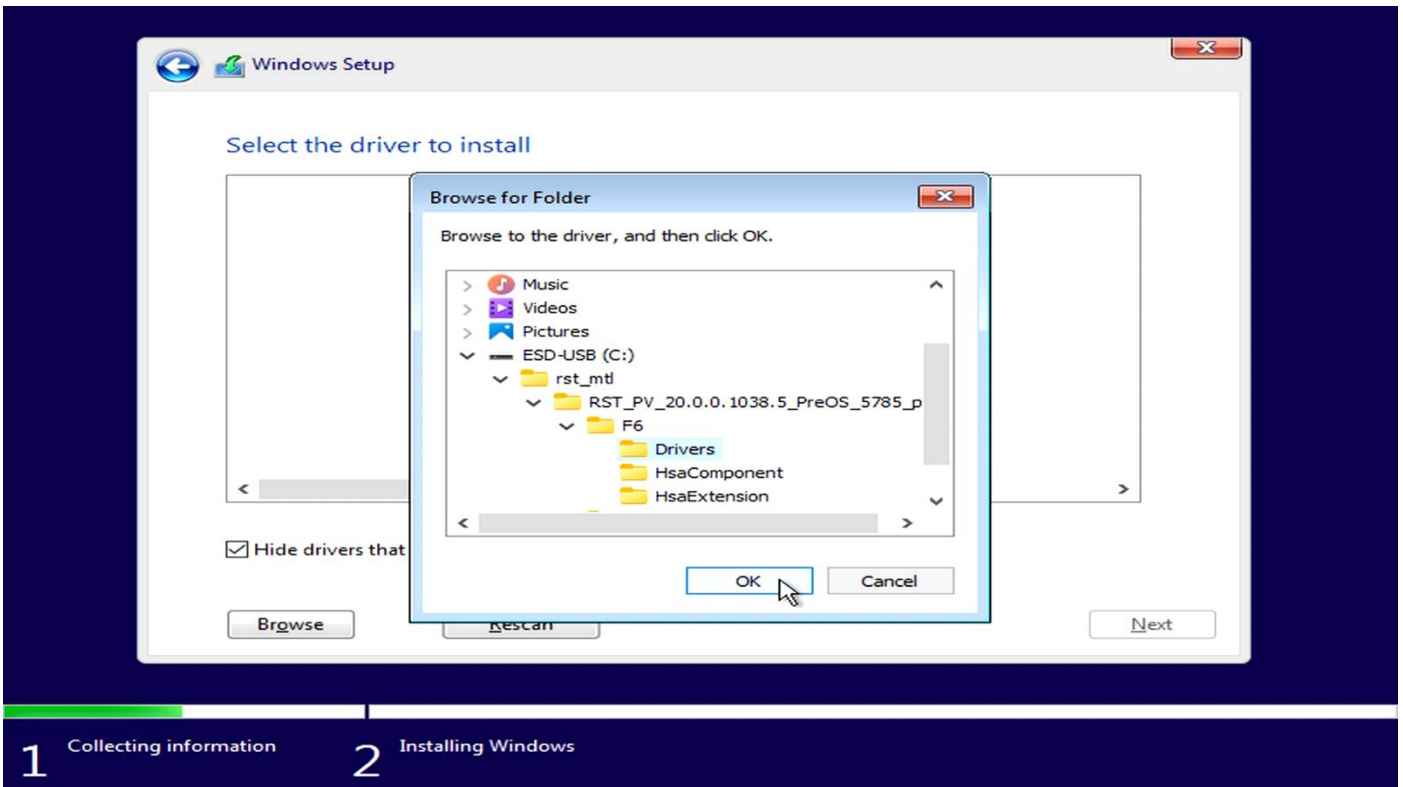 Windows Setup
Select the driver to install
Browse for Folder
Browse to the driver, and then click OK.
Music
Videos
Pictures
ESD-USB (C:)
rst_mtl
RST_PV_20.0.0.1038.5_PreOS_5785_p
F6
Drivers
HsaComponent
HsaExtension
Hide drivers that
OK
Cancel
Browse
Rescan
Next
1 Collecting information
2 Installing Windows